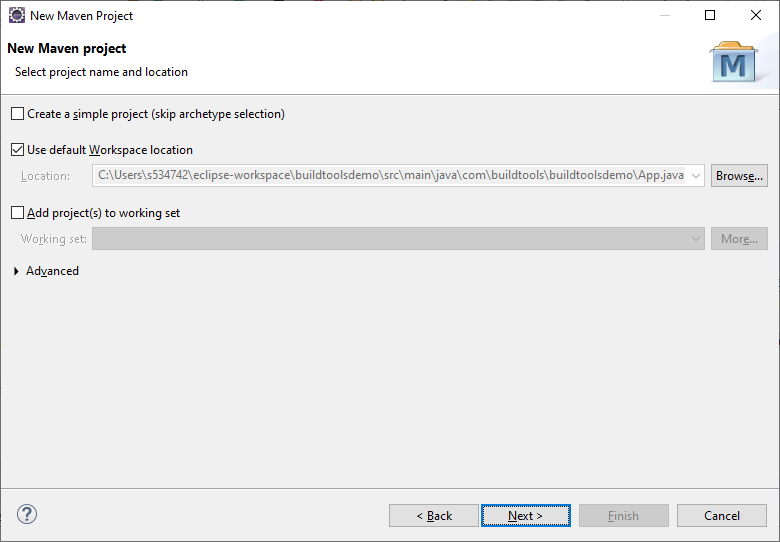 New Maven Project
New Maven project
Select project name and location
M
Create a simple project (skip archetype selection)
Use default Workspace location
Location: C:\Users\s534742\eclipse-workspace\buildtoolsdemo\src\main\java\com\buildtools\buildtoolsdemo\App.java Browse...
Add project(s) to working set
Working set: More...
Advanced
? < Back Next > Finish Cancel